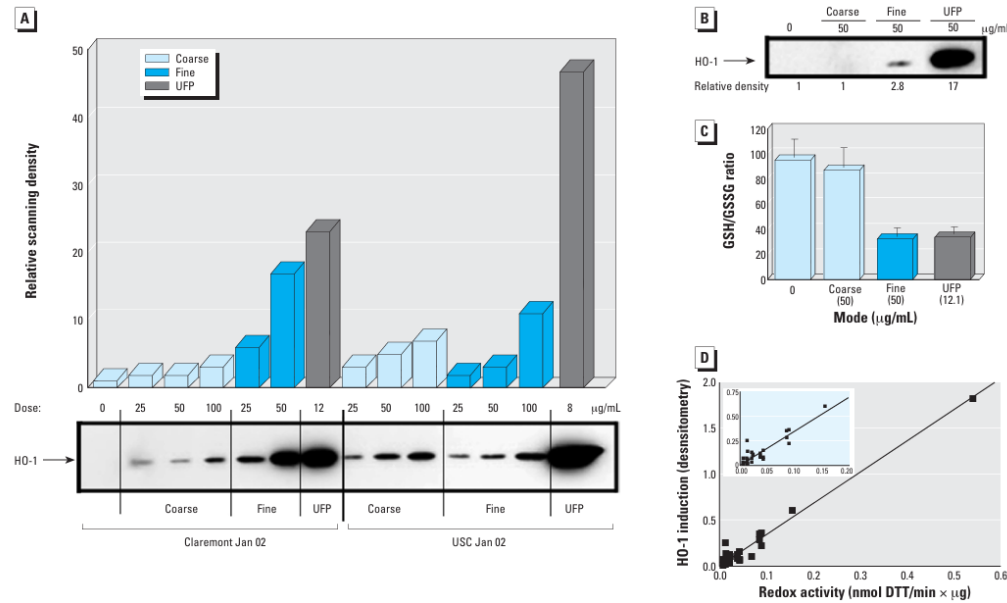 A
50
40
30
20
10
0
Relative scanning density
Coarse
Fine
UFP
Dose: 0 25 50 100 25 50 12 25 50 100 25 50 100 8 μg/mL
HO-1
Coarse Fine UFP Coarse Fine UFP
Claremont Jan 02 USC Jan 02
B
Coarse Fine UFP
0 50 50 50 μg/mL
HO-1
Relative density 1 1 2.8 17
C
120
100
80
60
40
20
0
GSH/GSSG ratio
0 Coarse (50) Fine (50) UFP (12.1)
Mode (μg/mL)
D
2.0
1.5
1.0
0.5
0.0
HO-1 induction (desnsitometry)
0.75
0.50
0.25
0
0.00 0.05 0.10 0.15 0.20
0.0 0.1 0.2 0.3 0.4 0.5 0.6
Redox activity (nmol DTT/min × μg)